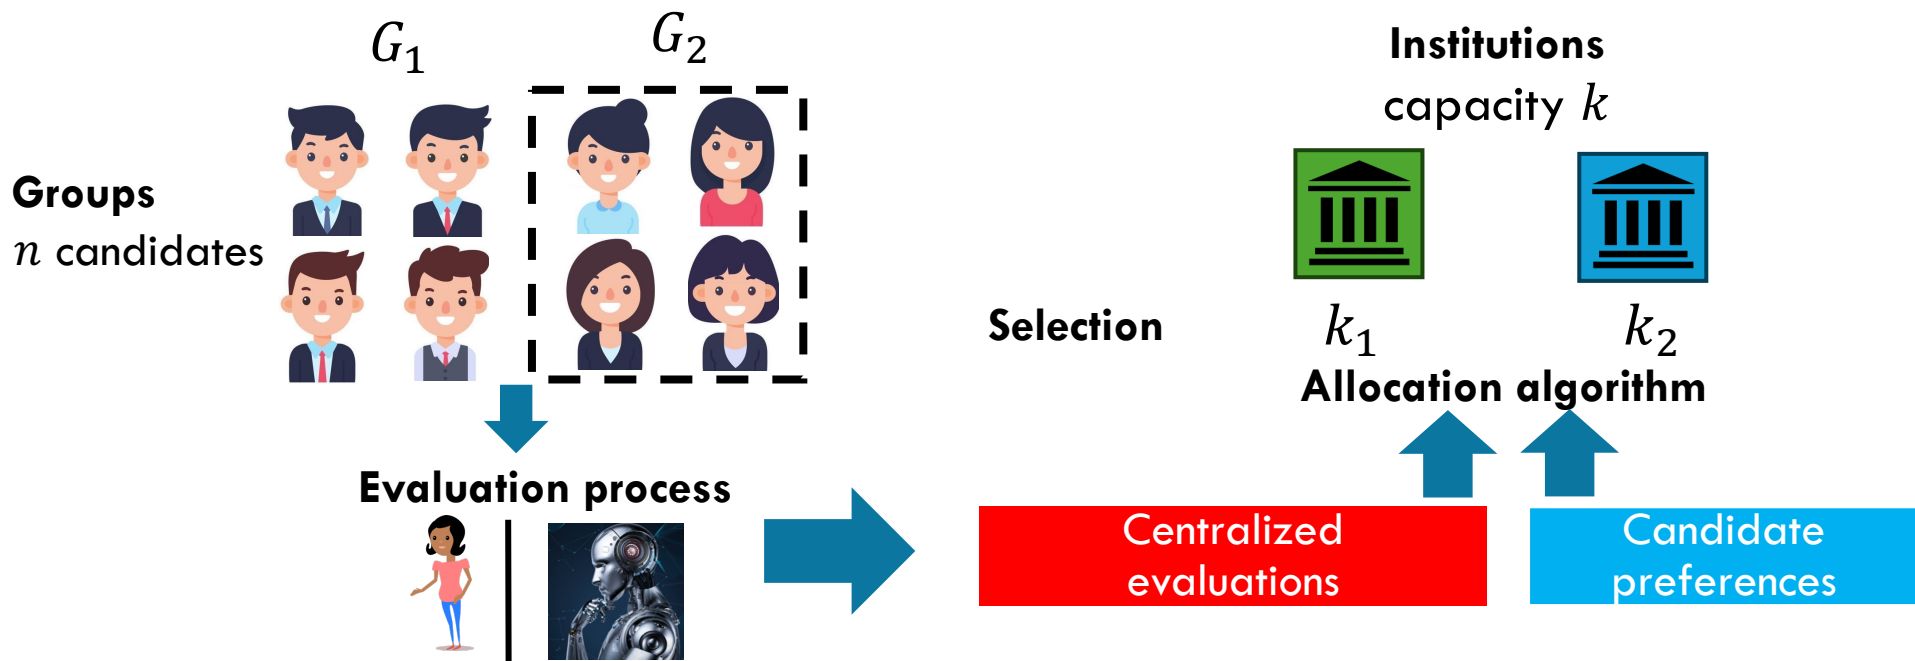 G₁
G₂
Groups
n candidates
Evaluation process
Institutions
capacity k
Selection
k₁
k₂
Allocation algorithm
Centralized
evaluations
Candidate
preferences